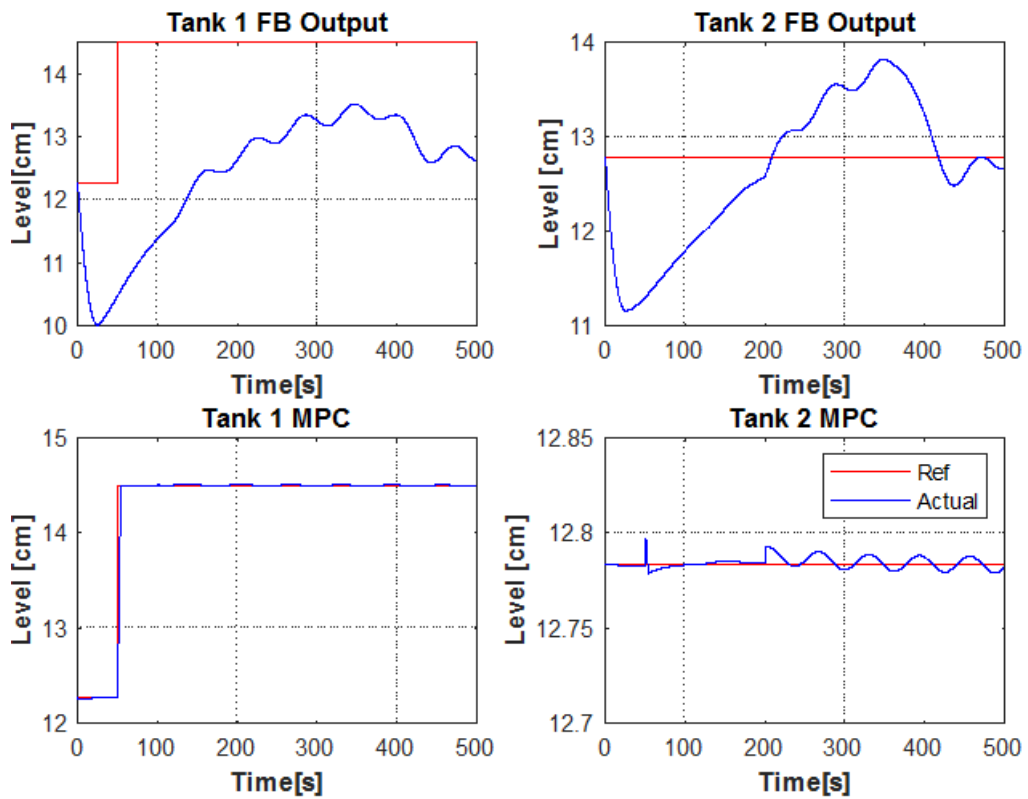 Tank 1 FB Output
Level[cm]
14
13
12
11
10
0 100 200 300 400 500
Time[s]
Tank 2 FB Output
Level [cm]
14
13
12
11
0 100 200 300 400 500
Time[s]
Tank 1 MPC
Level [cm]
15
14
13
12
0 100 200 300 400 500
Time[s]
Tank 2 MPC
Level [cm]
12.85
12.8
12.75
12.7
Ref
Actual
0 100 200 300 400 500
Time[s]